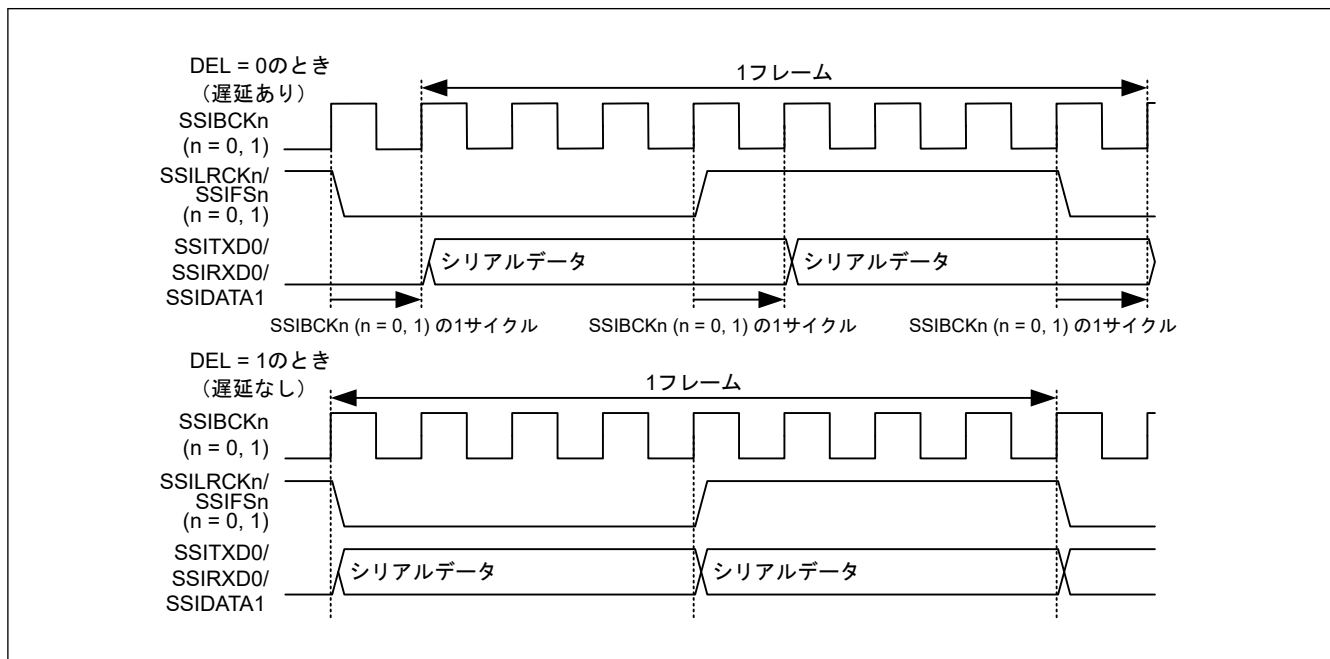 DEL = 0のとき
(遅延あり)
1フレーム
SSIBCKn
(n = 0, 1)
SSILRCKn/
SSIFSn
(n = 0, 1)
SSITXD0/
SSIRXD0/
SSIDATA1
シリアルデータ
シリアルデータ
SSIBCKn (n = 0, 1) の1サイクル
SSIBCKn (n = 0, 1) の1サイクル
SSIBCKn (n = 0, 1) の1サイクル
DEL = 1のとき
(遅延なし)
1フレーム
SSIBCKn
(n = 0, 1)
SSILRCKn/
SSIFSn
(n = 0, 1)
SSITXD0/
SSIRXD0/
SSIDATA1
シリアルデータ
シリアルデータ